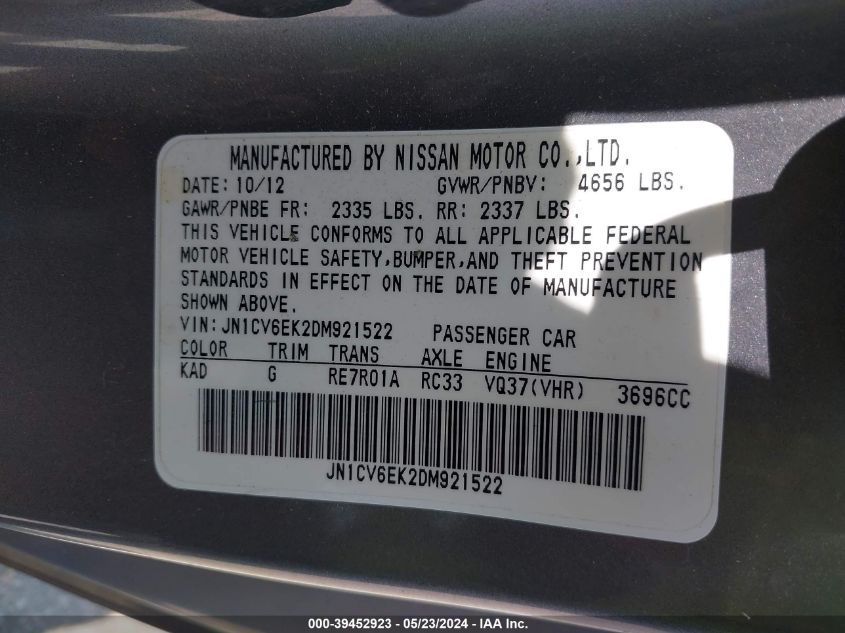 MANUFACTURED BY NISSAN MOTOR CO.,LTD.
DATE: 10/12 GVWR/PNBV: 4656 LBS.
GAWR/PNBE FR: 2335 LBS. RR: 2337 LBS.
THIS VEHICLE CONFORMS TO ALL APPLICABLE FEDERAL
MOTOR VEHICLE SAFETY,BUMPER,AND THEFT PREVENTION
STANDARDS IN EFFECT ON THE DATE OF MANUFACTURE
SHOWN ABOVE.
VIN:JN1CV6EK2DM921522 PASSENGER CAR
COLOR TRIM TRANS AXLE ENGINE
KAD G RE7R01A RC33 VQ37(VHR) 3696CC
JN1CV6EK2DM921522
000-39452923 - 05/23/2024 - IAA Inc.